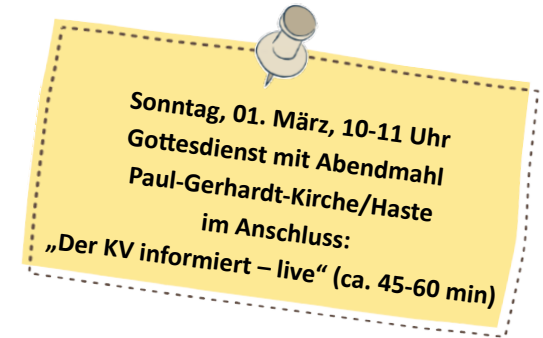 Sonntag, 01. März, 10-11 Uhr
Gottesdienst mit Abendmahl
Paul-Gerhardt-Kirche/Haste
im Anschluss:
„Der KV informiert – live“ (ca. 45-60 min)